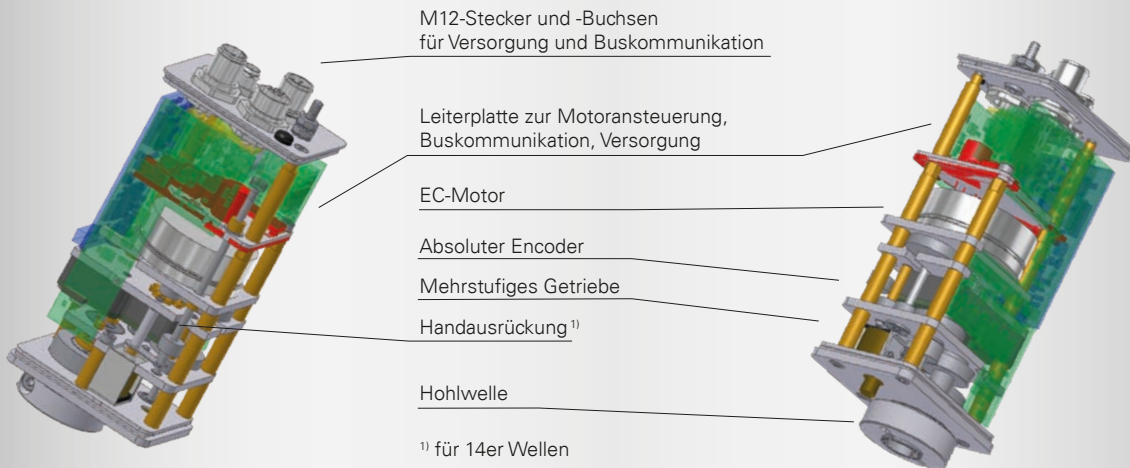 M12-Stecker und -Buchsen
für Versorgung und Buskommunikation
Leiterplatte zur Motoransteuerung,
Buskommunikation, Versorgung
EC-Motor
Absoluter Encoder
Mehrstufiges Getriebe
Handausrückung ¹⁾
Hohlwelle
¹⁾ für 14er Wellen